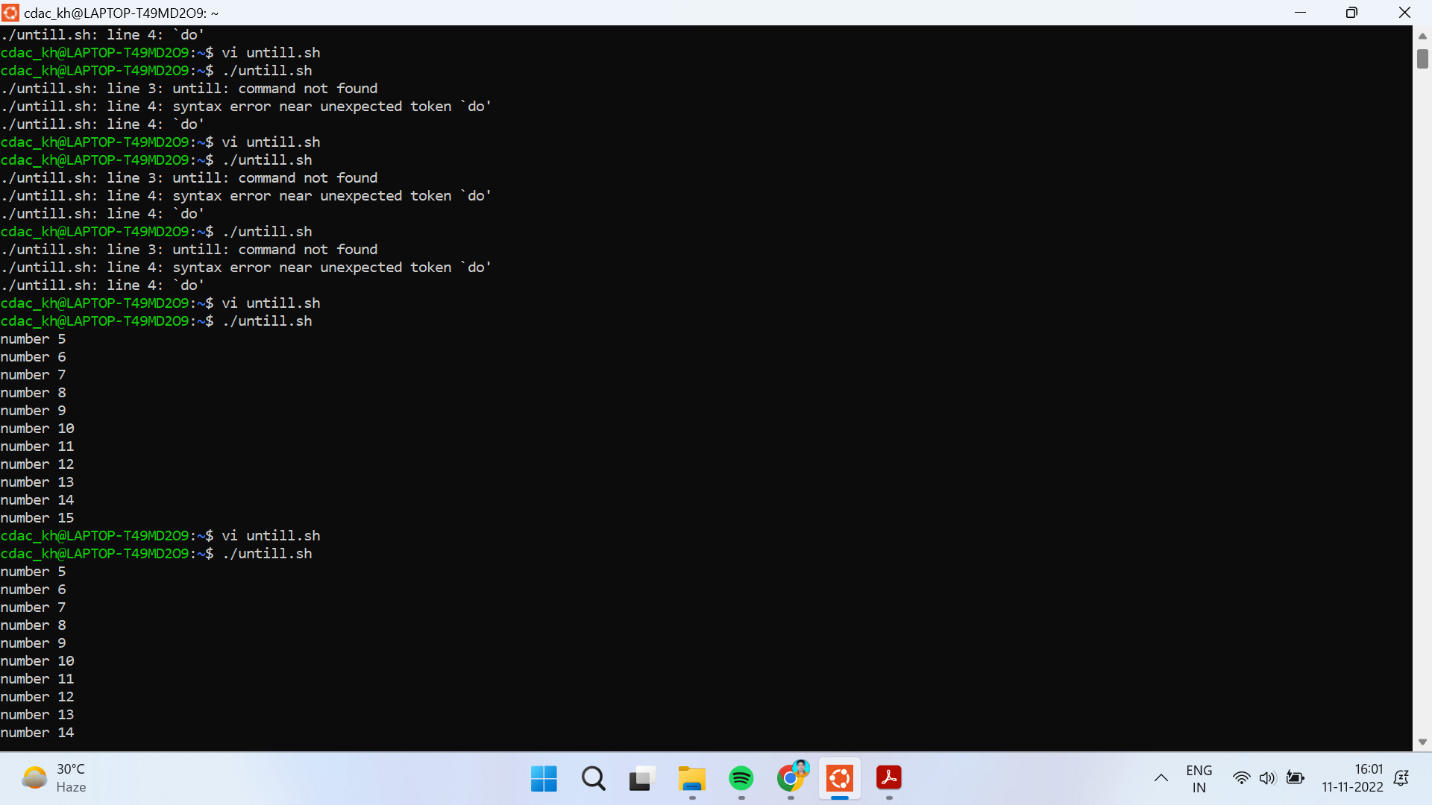 cdac_kh@LAPTOP-T49MD2O9: ~
./untill.sh: line 4: `do'
cdac_kh@LAPTOP-T49MD2O9:~$ vi untill.sh
cdac_kh@LAPTOP-T49MD2O9:~$ ./untill.sh
./untill.sh: line 3: untill: command not found
./untill.sh: line 4: syntax error near unexpected token `do'
./untill.sh: line 4: `do'
cdac_kh@LAPTOP-T49MD2O9:~$ vi untill.sh
cdac_kh@LAPTOP-T49MD2O9:~$ ./untill.sh
./untill.sh: line 3: untill: command not found
./untill.sh: line 4: syntax error near unexpected token `do'
./untill.sh: line 4: `do'
cdac_kh@LAPTOP-T49MD2O9:~$ ./untill.sh
./untill.sh: line 3: untill: command not found
./untill.sh: line 4: syntax error near unexpected token `do'
./untill.sh: line 4: `do'
cdac_kh@LAPTOP-T49MD2O9:~$ vi untill.sh
cdac_kh@LAPTOP-T49MD2O9:~$ ./untill.sh
number 5
number 6
number 7
number 8
number 9
number 10
number 11
number 12
number 13
number 14
number 15
cdac_kh@LAPTOP-T49MD2O9:~$ vi untill.sh
cdac_kh@LAPTOP-T49MD2O9:~$ ./untill.sh
number 5
number 6
number 7
number 8
number 9
number 10
number 11
number 12
number 13
number 14
30°C
Haze
ENG
IN
16:01
11-11-2022